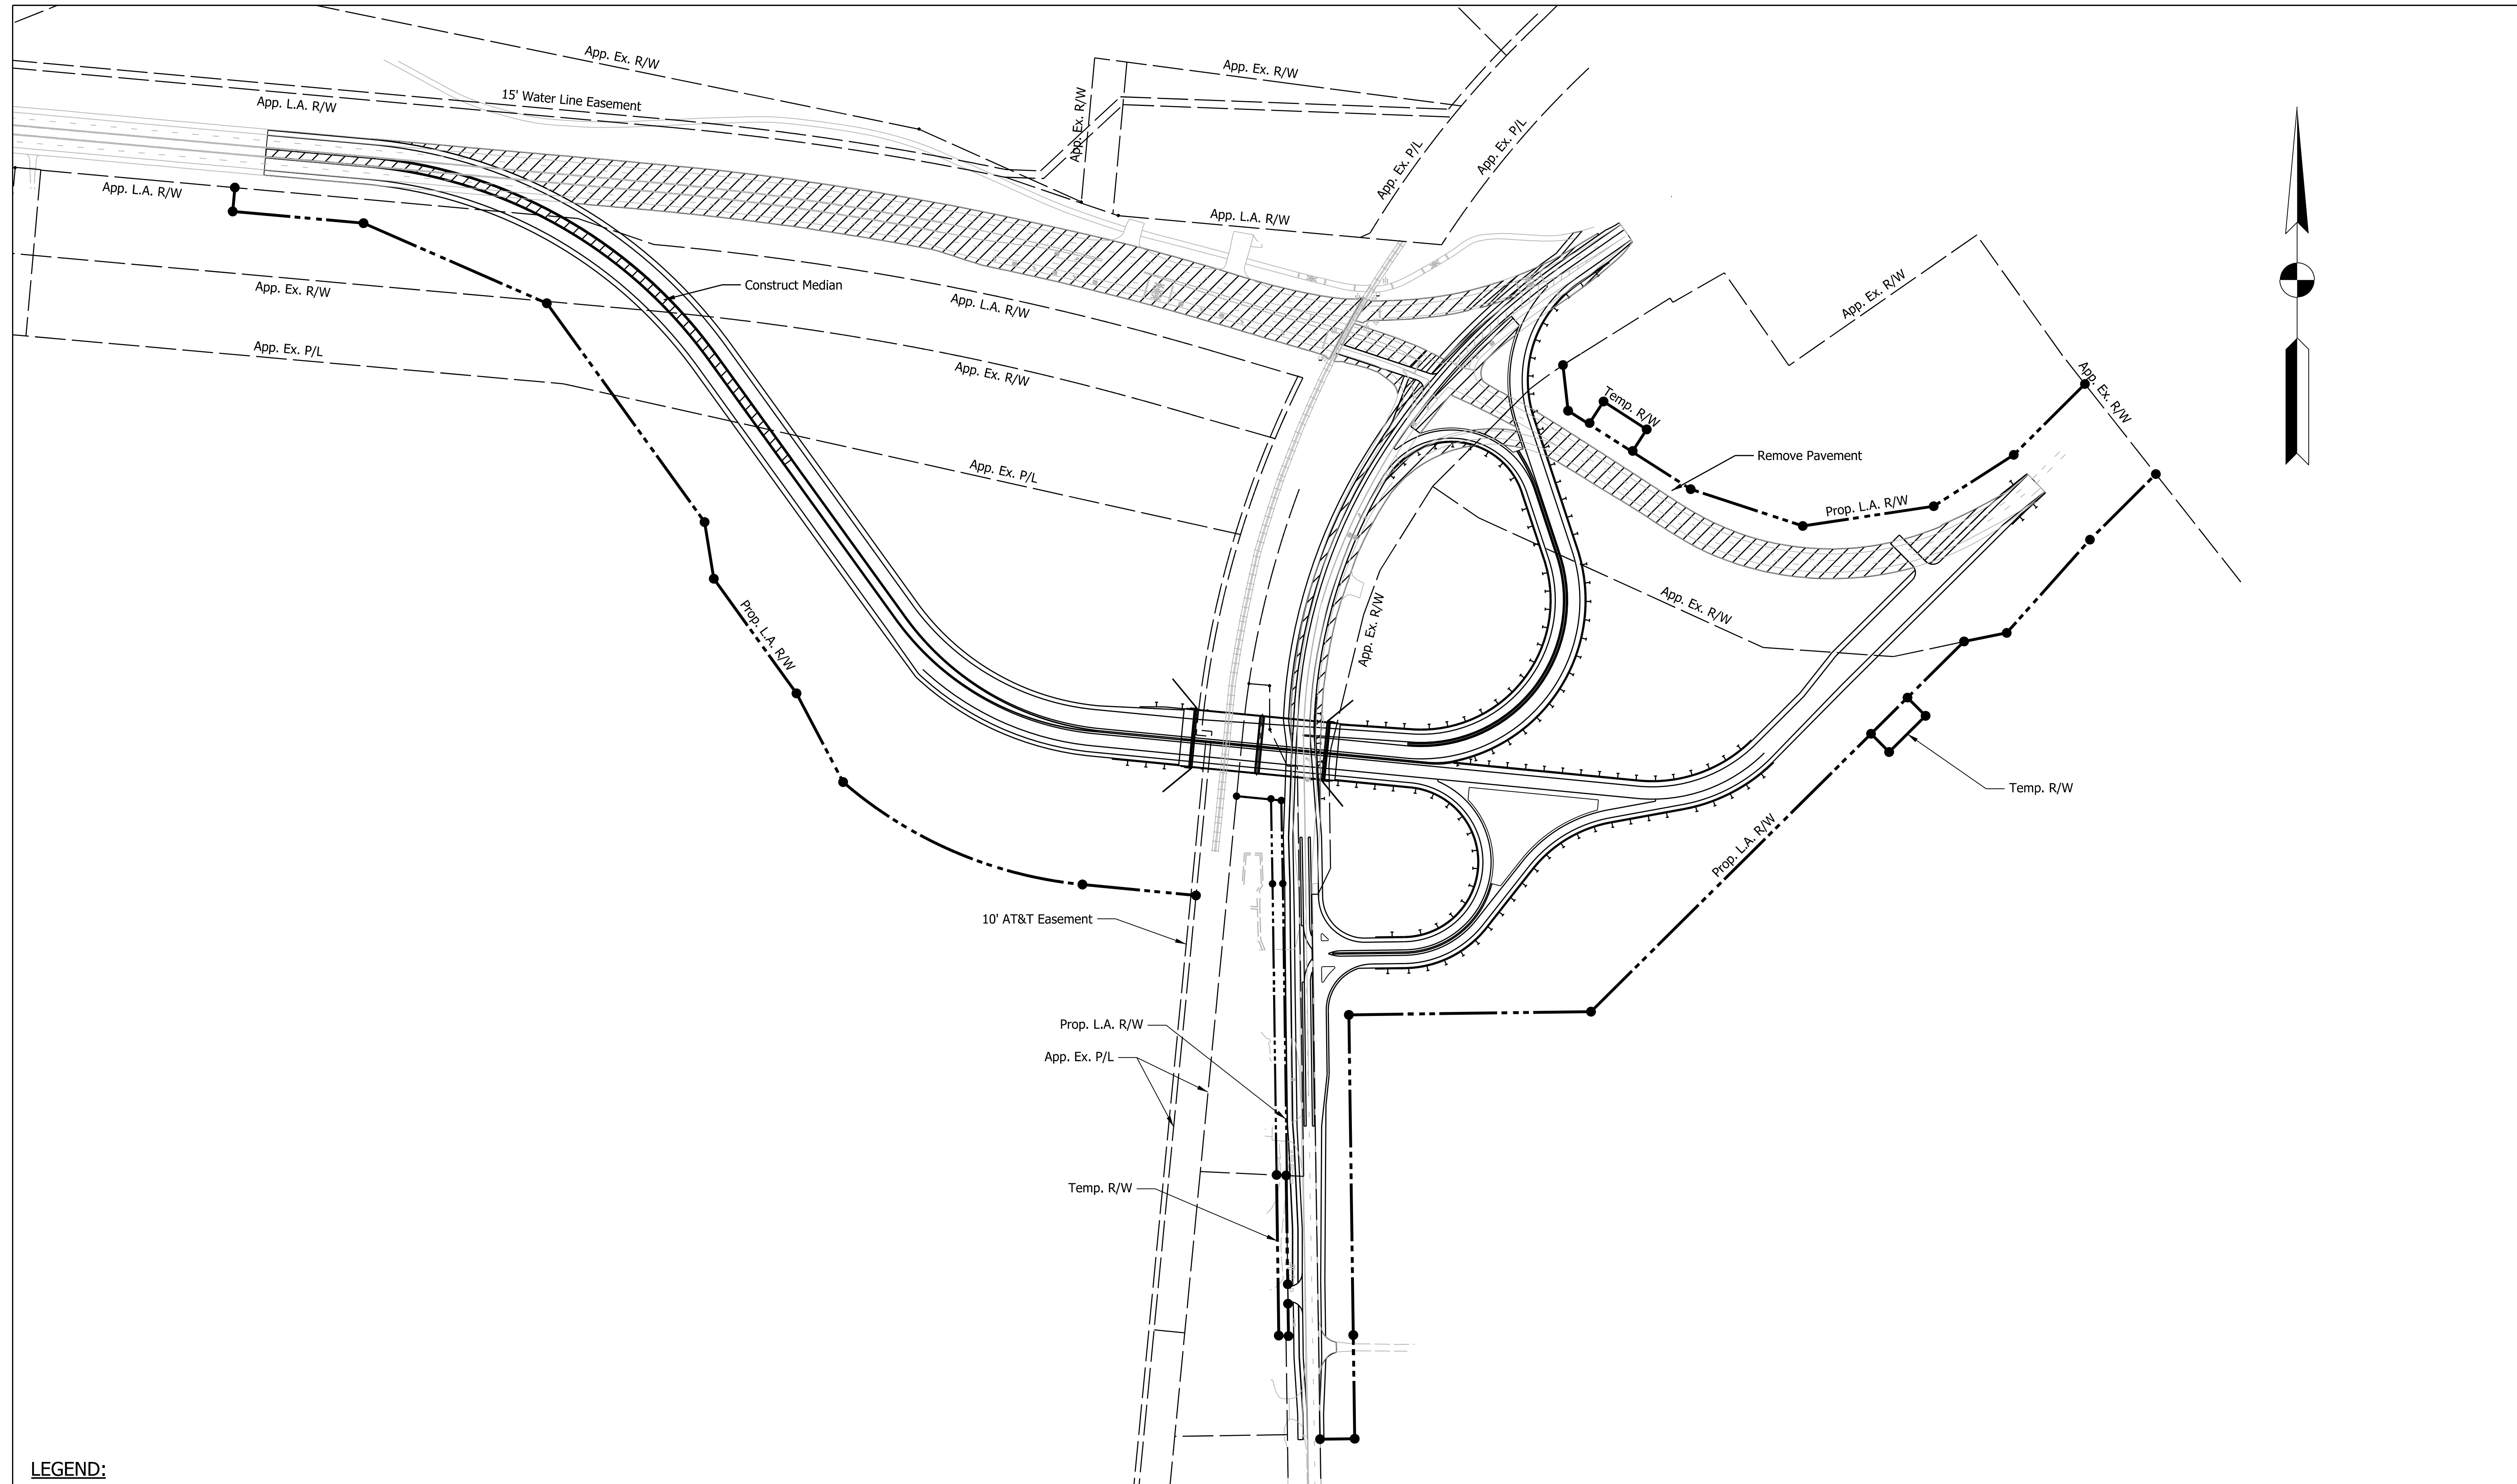 App. Ex. R/W
App. Ex. R/W
15' Water Line Easement
App. L.A. R/W
App. Ex. R/W
App. Ex. P/L
App. Ex. P/L
App. L.A. R/W
App. L.A. R/W
Construct Median
App. Ex. R/W
App. L.A. R/W
App. Ex. R/W
App. Ex. P/L
App. Ex. R/W
App. Ex. R/W
Temp. R/W
App. Ex. P/L
Remove Pavement
Prop. L.A. R/W
App. Ex. R/W
App. Ex. R/W
Prop. L.A. R/W
Temp. R/W
Prop. L.A. R/W
10' AT&T Easement
Prop. L.A. R/W
App. Ex. P/L
Temp. R/W
LEGEND: